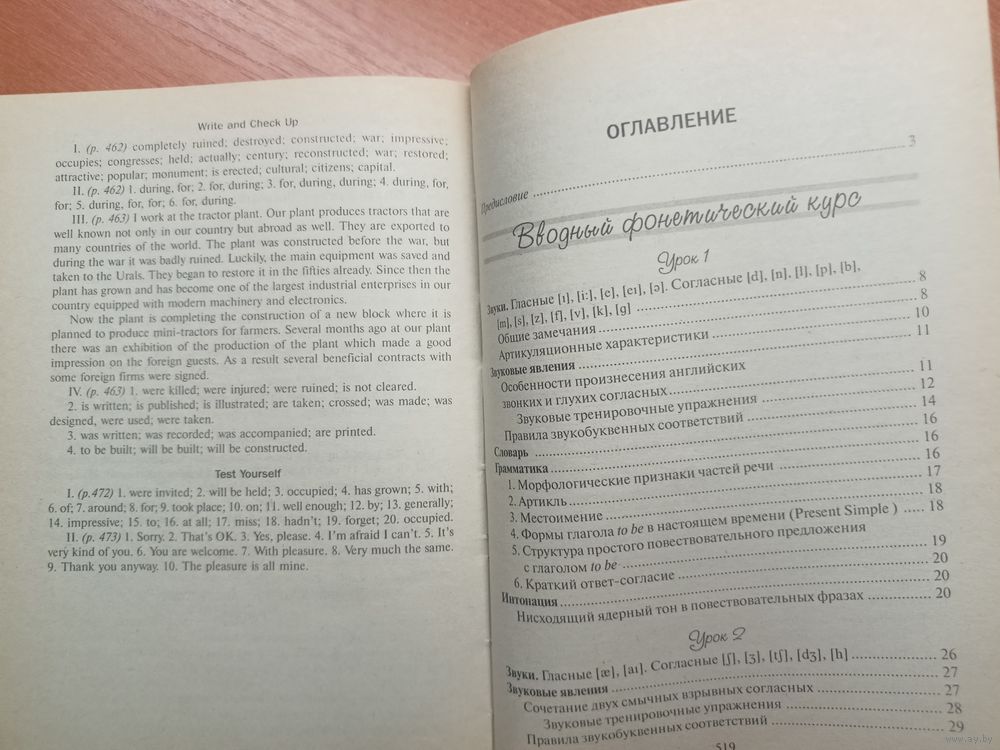 Write and Check Up
I. (p. 462) completely ruined; destroyed; constructed; war; impressive;
occupies; congresses; held; actually; century; reconstructed; war; restored;
attractive; popular; monument; is erected; cultural; citizens; capital.
II. (p. 462) 1. during, for; 2. for, during; 3. for, during, during; 4. during, for,
for; 5. during, for, for; 6. for, during.
III. (p. 463) I work at the tractor plant. Our plant produces tractors that are
well known not only in our country but abroad as well. They are exported to
many countries of the world. The plant was constructed before the war, but
during the war it was badly ruined. Luckily, the main equipment was saved and
taken to the Urals. They began to restore it in the fifties already. Since then the
plant has grown and has become one of the largest industrial enterprises in our
country equipped with modern machinery and electronics.
Now the plant is completing the construction of a new block where it is
planned to produce mini-tractors for farmers. Several months ago at our plant
there was an exhibition of the production of the plant which made a good
impression on the foreign guests. As a result several beneficial contracts with
some foreign firms were signed.
IV. (p. 463) 1. were killed; were injured; were ruined; is not cleared.
2. is written; is published; is illustrated; are taken; crossed; was made; was
designed, were used; were taken.
3. was written; was recorded; was accompanied; are printed.
4. to be built; will be built; will be constructed.
Test Yourself
I. (p.472) 1. were invited; 2. will be held; 3. occupied; 4. has grown; 5. with;
6. of; 7. around; 8. for; 9. took place; 10. on; 11. well enough; 12. by; 13. generally;
14. impressive; 15. to; 16. at all; 17. miss; 18. hadn't; 19. forget; 20. occupied.
II. (p. 473) 1. Sorry. 2. That's OK. 3. Yes, please. 4. I'm afraid I can't. 5. It's
very kind of you. 6. You are welcome. 7. With pleasure. 8. Very much the same.
9. Thank you anyway. 10. The pleasure is all mine.
ОГЛАВЛЕНИЕ
Предисловие ........ 3
Вводный фонетический курс
Урок 1
Звуки. Гласные [ɪ], [i:], [e], [eɪ], [ə]. Согласные [d], [n], [l], [p], [b],
[m], [s], [z], [f], [v], [k], [g] ........ 8
Общие замечания ........ 8
Артикуляционные характеристики ........ 10
Звуковые явления ........ 11
Особенности произнесения английских
звонких и глухих согласных ........ 11
Звуковые тренировочные упражнения ........ 12
Правила звукобуквенных соответствий ........ 14
Словарь ........ 16
Грамматика ........ 16
1. Морфологические признаки частей речи ........ 16
2. Артикль ........ 17
3. Местоимение ........ 18
4. Формы глагола to be в настоящем времени (Present Simple ) ..... 18
5. Структура простого повествовательного предложения
с глаголом to be ........ 19
6. Краткий ответ-согласие ........ 20
Интонация ........ 20
Нисходящий ядерный тон в повествовательных фразах ........ 20
Урок 2
Звуки. Гласные [æ], [aɪ]. Согласные [ʃ], [ʒ], [tʃ], [dʒ], [h] ........ 26
Звуковые явления ........ 27
Сочетание двух смычных взрывных согласных ........ 27
Звуковые тренировочные упражнения ........ 28
Правила звукобуквенных соответствий ........ 29
519
www.ay.by